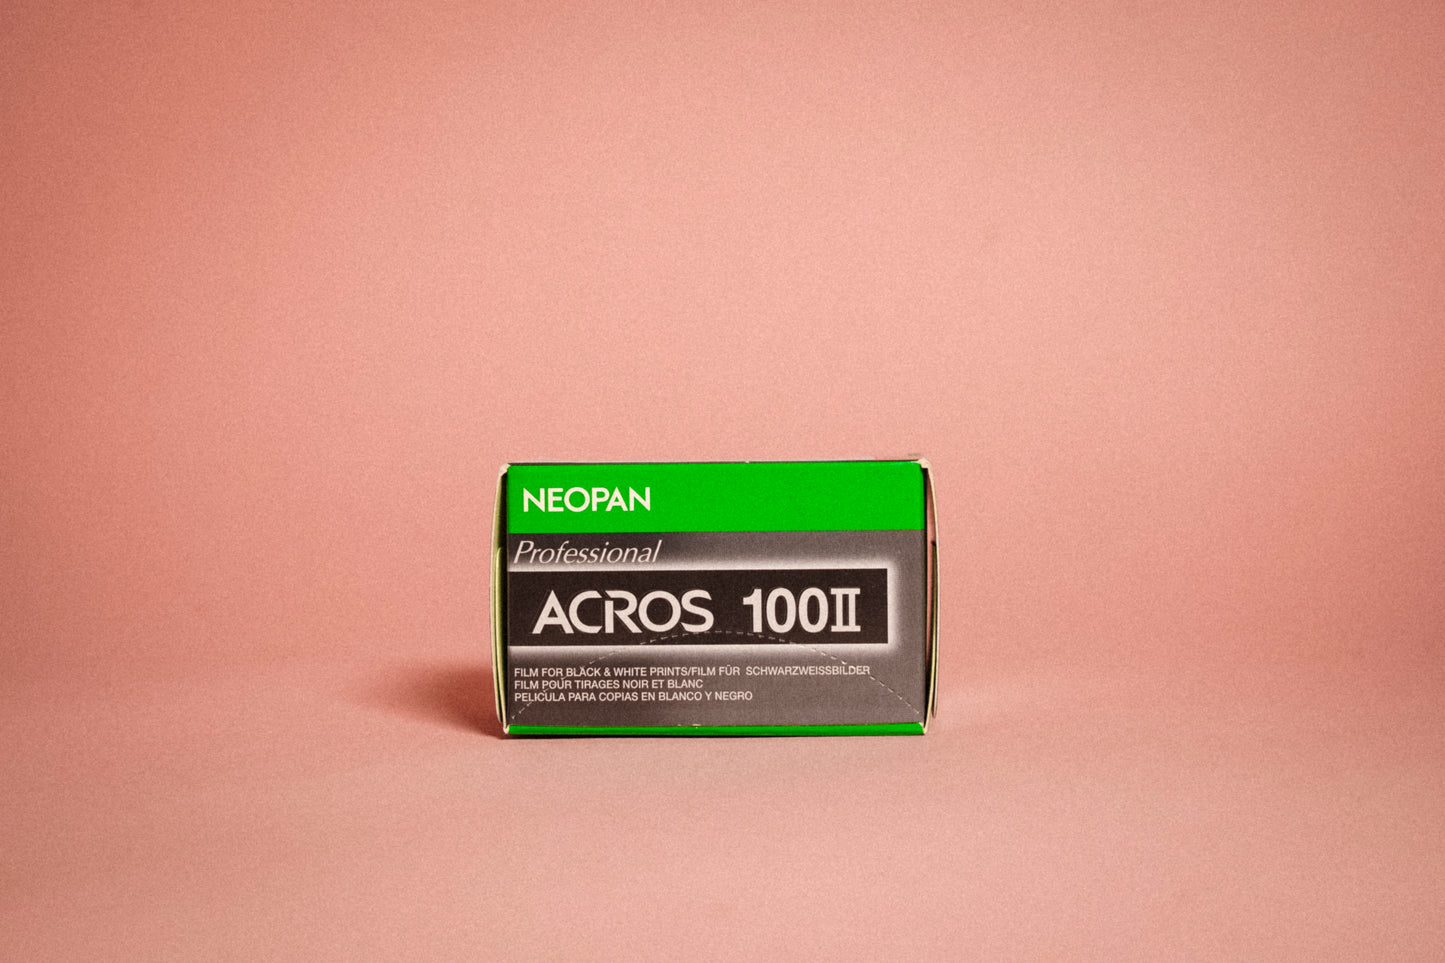 NEOPAN
Professional
ACROS 100II
FILM FOR BLACK & WHITE PRINTS/FILM FÜR SCHWARZWEISSBILDER
FILM POUR TIRAGES NOIR ET BLANC
PELICULA PARA COPIAS EN BLANCO Y NEGRO